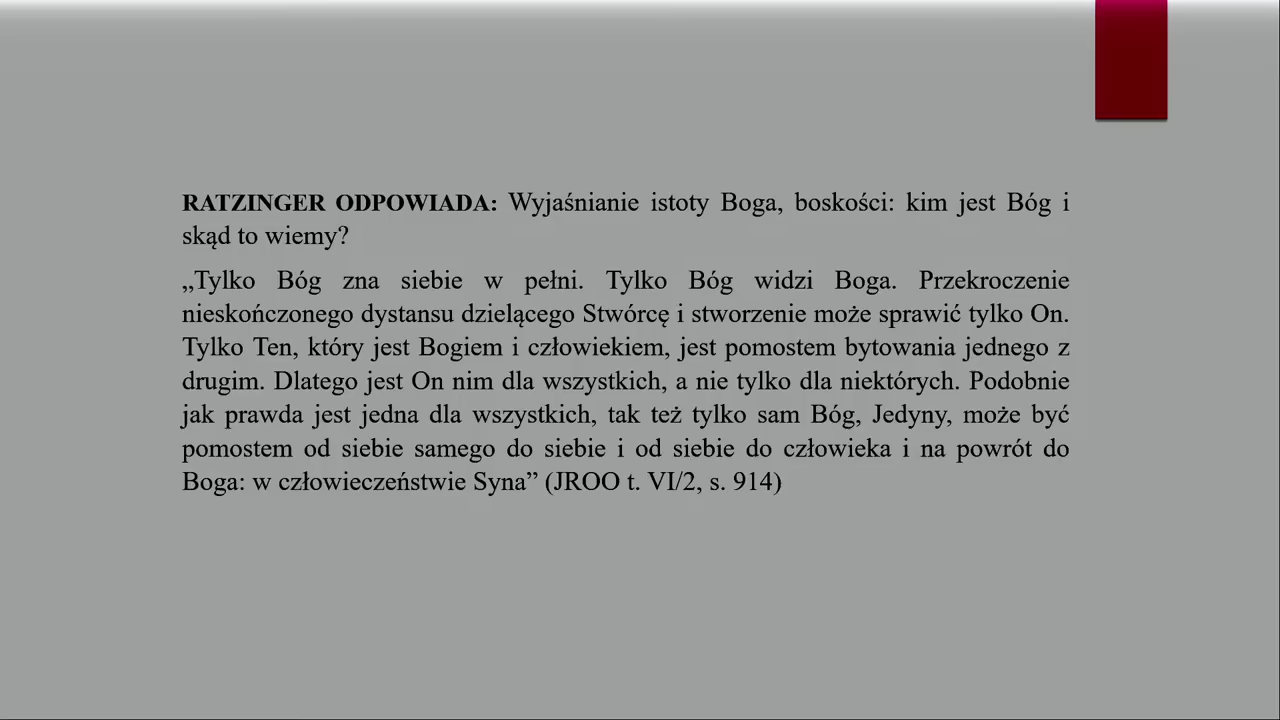 RATZINGER ODPOWIADA: Wyjaśnianie istoty Boga, boskości: kim jest Bóg i
skąd to wiemy?
„Tylko Bóg zna siebie w pełni. Tylko Bóg widzi Boga. Przekroczenie
nieskończonego dystansu dzielącego Stwórcę i stworzenie może sprawić tylko On.
Tylko Ten, który jest Bogiem i człowiekiem, jest pomostem bytowania jednego z
drugim. Dlatego jest On nim dla wszystkich, a nie tylko dla niektórych. Podobnie
jak prawda jest jedna dla wszystkich, tak też tylko sam Bóg, Jedyny, może być
pomostem od siebie samego do siebie i od siebie do człowieka i na powrót do
Boga: w człowieczeństwie Syna” (JROO t. VI/2, s. 914)